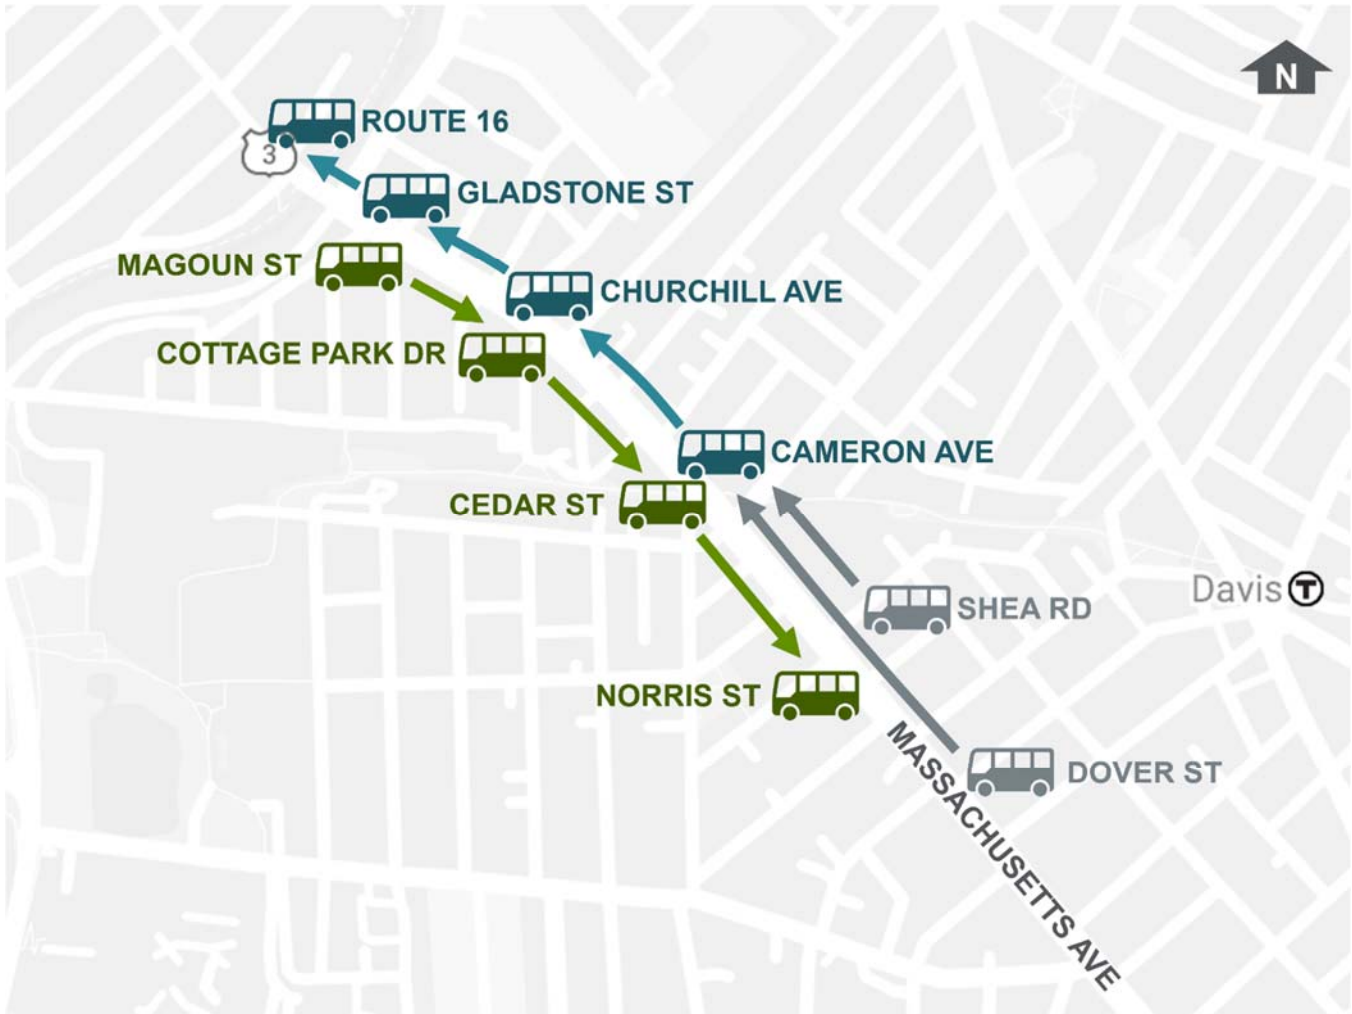 N
ROUTE 16
3
GLADSTONE ST
MAGOUN ST
CHURCHILL AVE
COTTAGE PARK DR
CAMERON AVE
CEDAR ST
Davis T
SHEA RD
NORRIS ST
DOVER ST
MASSACHUSETTS AVE